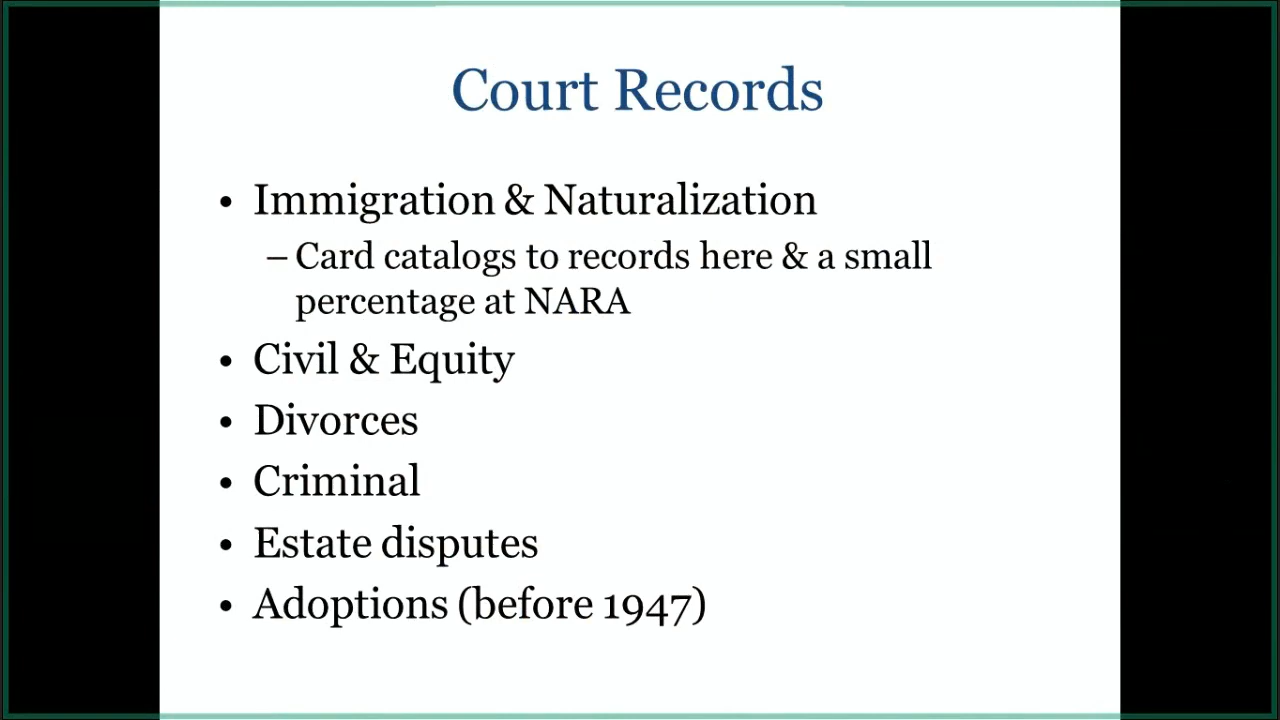 Court Records
• Immigration & Naturalization
– Card catalogs to records here & a small
percentage at NARA
• Civil & Equity
• Divorces
• Criminal
• Estate disputes
• Adoptions (before 1947)